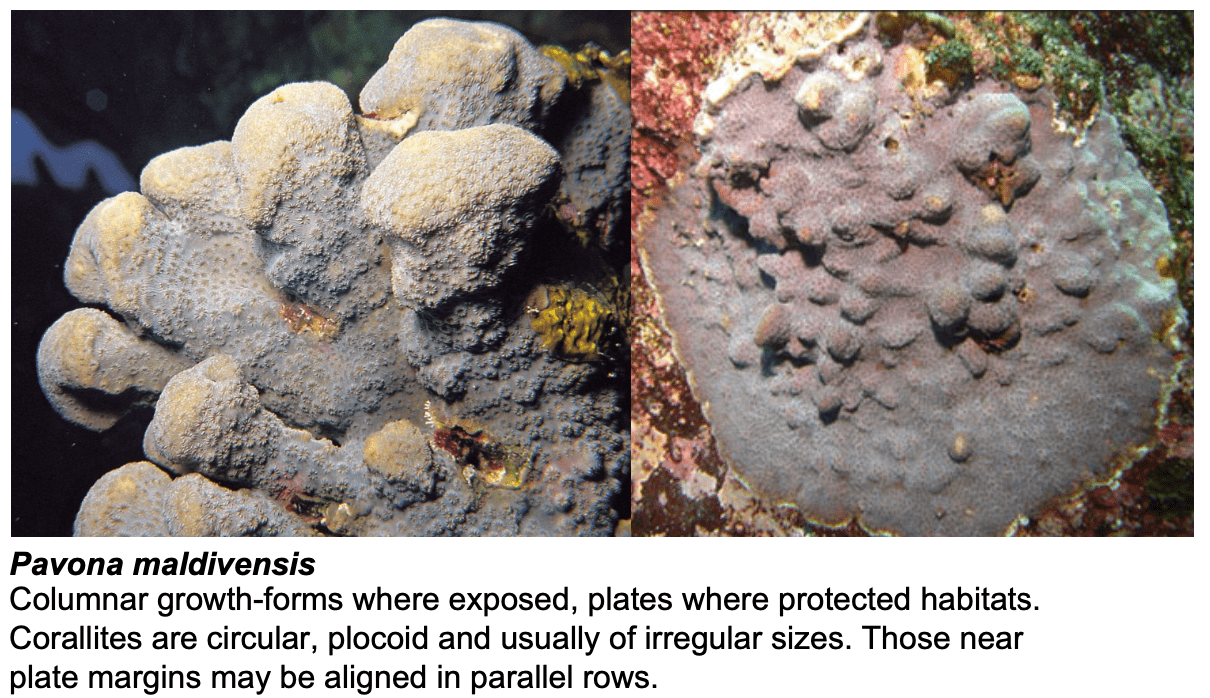 Pavona maldivensis
Columnar growth-forms where exposed, plates where protected habitats.
Corallites are circular, plocoid and usually of irregular sizes. Those near
plate margins may be aligned in parallel rows.